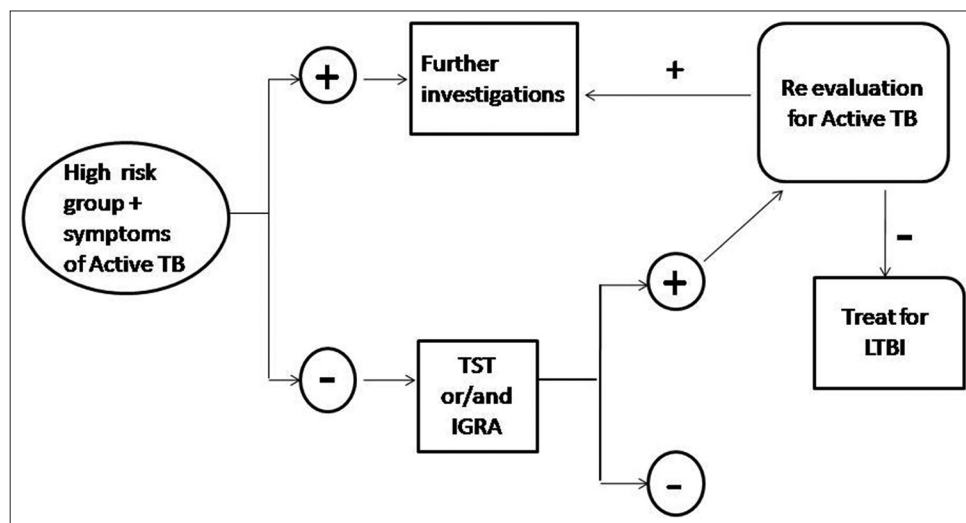 +
Further
investigations
+
Re evaluation
for Active TB
High risk
group +
symptoms
of Active TB
-
Treat for
LTBI
+
-
TST
or/and
IGRA
-